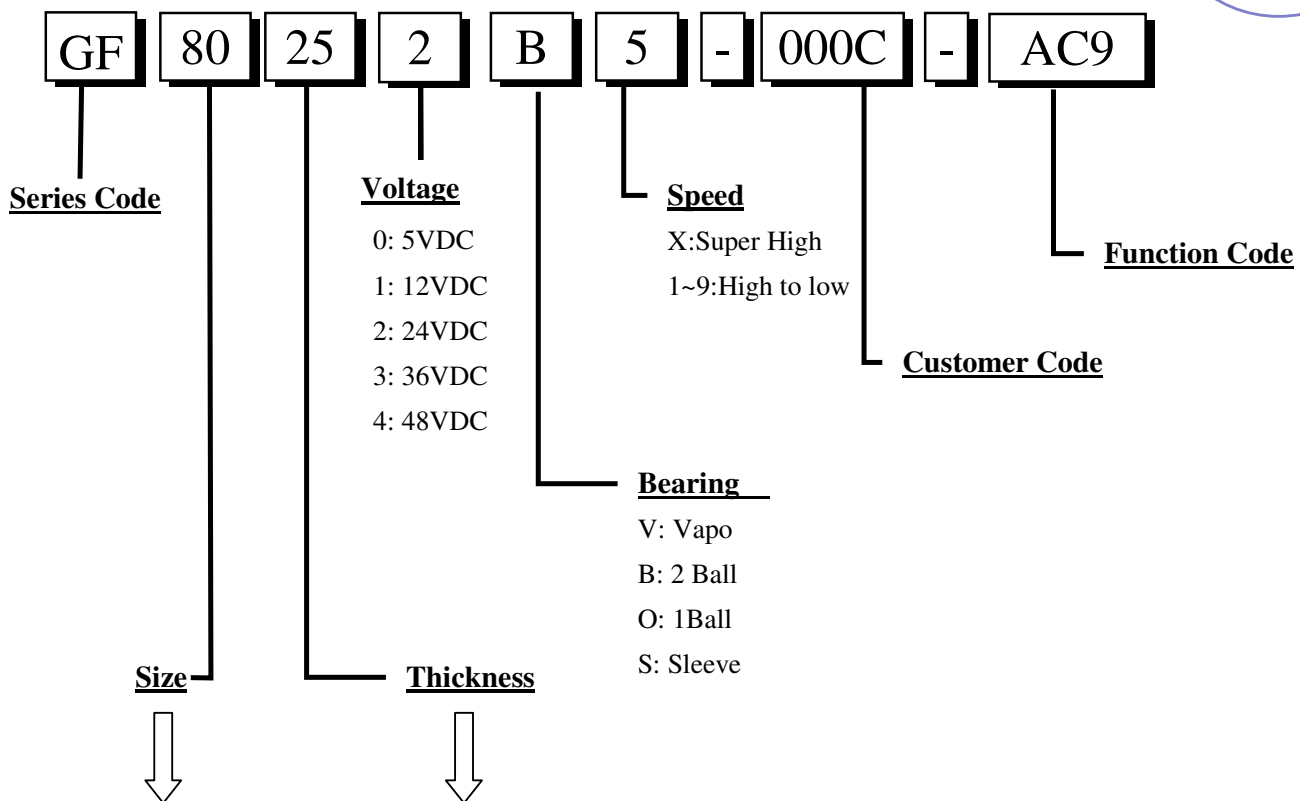 GF 80 25 2 B 5 - 000C - AC9
Series Code
Voltage
0: 5VDC
1: 12VDC
2: 24VDC
3: 36VDC
4: 48VDC
Speed
X:Super High
1~9:High to low
Function Code
Customer Code
Bearing
V: Vapo
B: 2 Ball
O: 1Ball
S: Sleeve
Size
Thickness